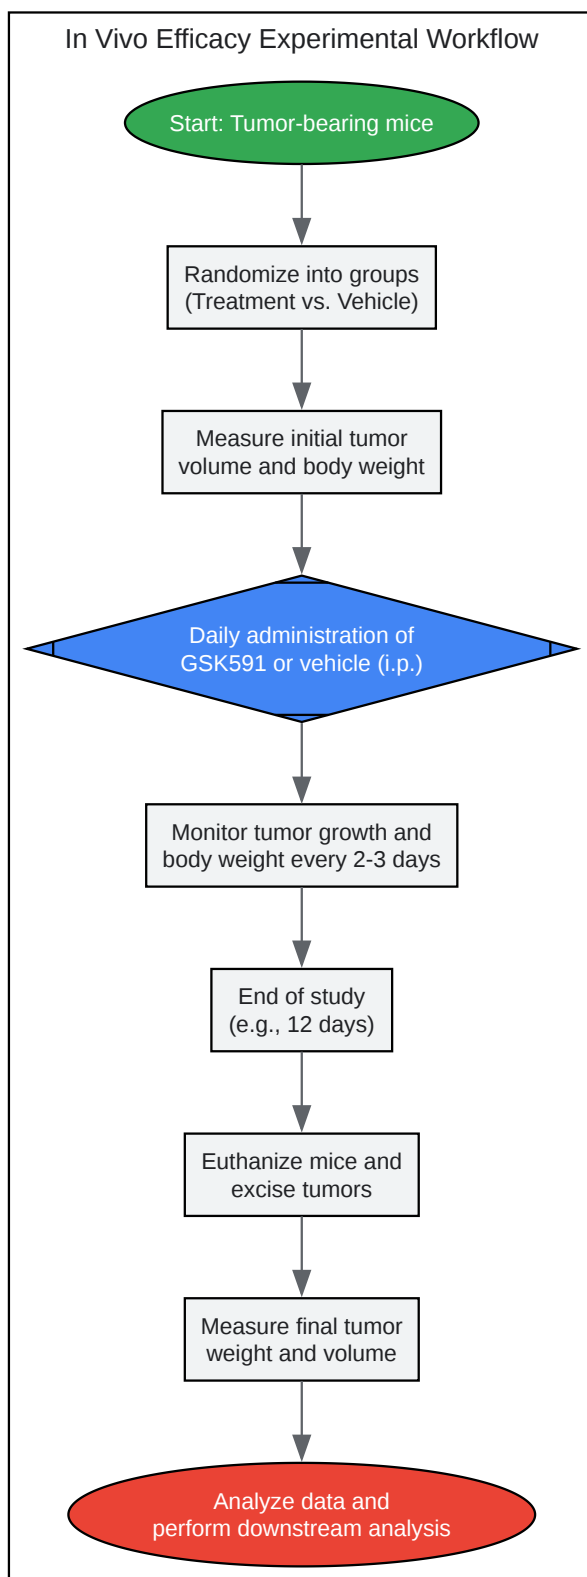 In Vivo Efficacy Experimental Workflow
Start: Tumor-bearing mice
Randomize into groups
(Treatment vs. Vehicle)
Measure initial tumor
volume and body weight
Daily administration of
GSK591 or vehicle (i.p.)
Monitor tumor growth and
body weight every 2-3 days
End of study
(e.g., 12 days)
Euthanize mice and
excise tumors
Measure final tumor
weight and volume
Analyze data and
perform downstream analysis